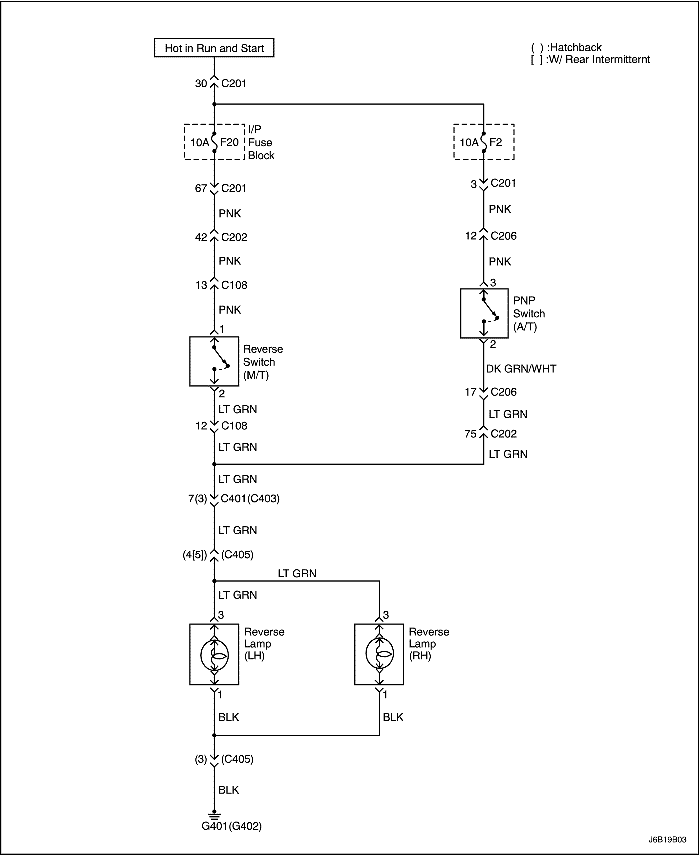 Hot in Run and Start
( ) :Hatchback
[ ] :W/ Rear Intermitternt
30 C201
10A F20
I/P
Fuse
Block
10A F2
67 C201
3 C201
PNK
PNK
42 C202
12 C206
PNK
PNK
13 C108
3
PNK
PNP
Switch
(A/T)
1
2
Reverse
Switch
(M/T)
DK GRN/WHT
2
17 C206
LT GRN
LT GRN
12 C108
75 C202
LT GRN
LT GRN
LT GRN
7(3) C401(C403)
LT GRN
(4[5]) (C405)
LT GRN
LT GRN
3
3
Reverse
Lamp
(LH)
Reverse
Lamp
(RH)
1
1
BLK
BLK
(3) (C405)
BLK
G401(G402)
J6B19B03